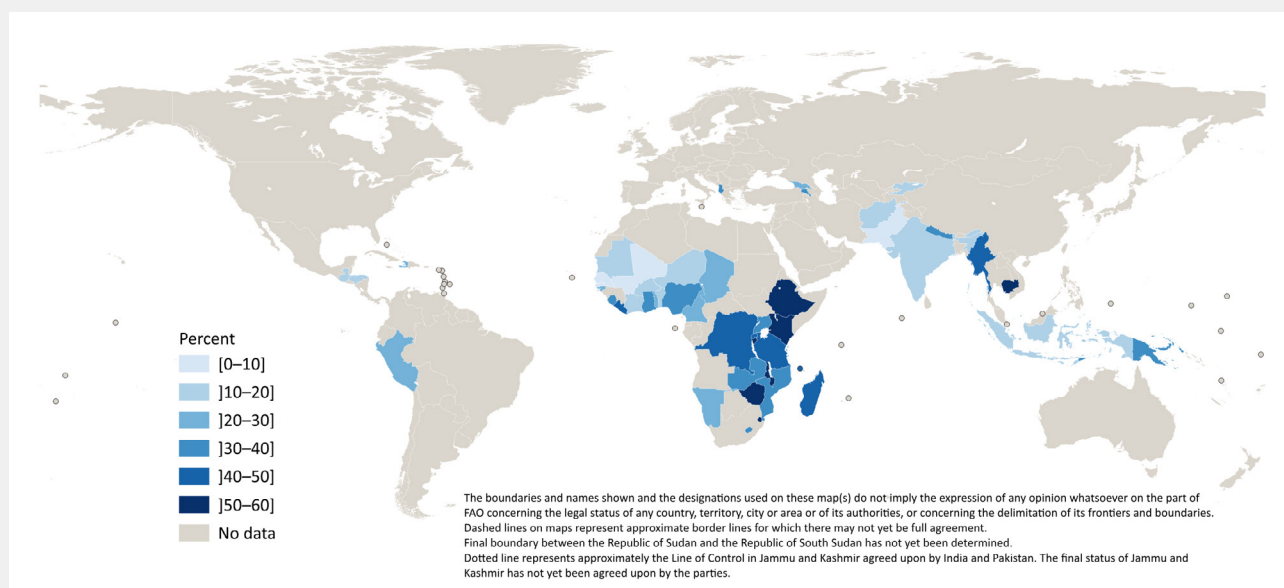 Percent
[0–10]
]10–20]
]20–30]
]30–40]
]40–50]
]50–60]
No data
The boundaries and names shown and the designations used on these map(s) do not imply the expression of any opinion whatsoever on the part of
FAO concerning the legal status of any country, territory, city or area or of its authorities, or concerning the delimitation of its frontiers and boundaries.
Dashed lines on maps represent approximate border lines for which there may not yet be full agreement.
Final boundary between the Republic of Sudan and the Republic of South Sudan has not yet been determined.
Dotted line represents approximately the Line of Control in Jammu and Kashmir agreed upon by India and Pakistan. The final status of Jammu and
Kashmir has not yet been agreed upon by the parties.